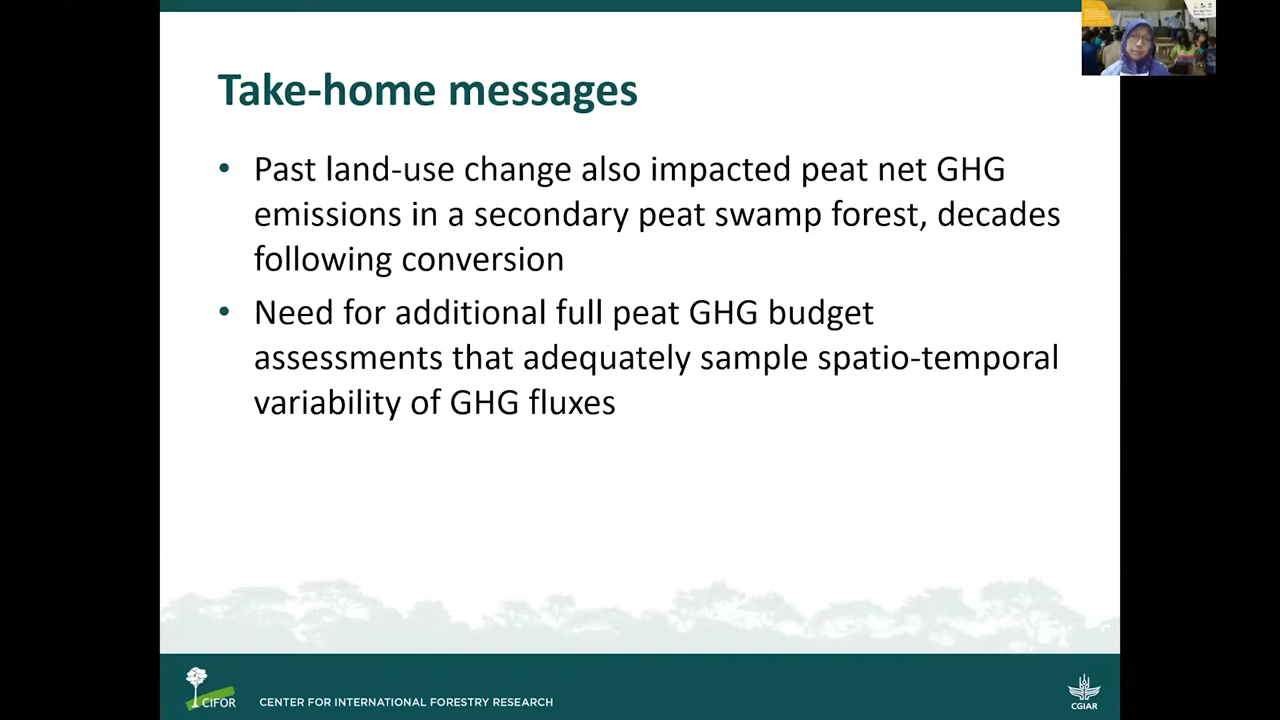 Take-home messages
• Past land-use change also impacted peat net GHG
emissions in a secondary peat swamp forest, decades
following conversion
• Need for additional full peat GHG budget
assessments that adequately sample spatio-temporal
variability of GHG fluxes
CIFOR
CENTER FOR INTERNATIONAL FORESTRY RESEARCH
CGIAR